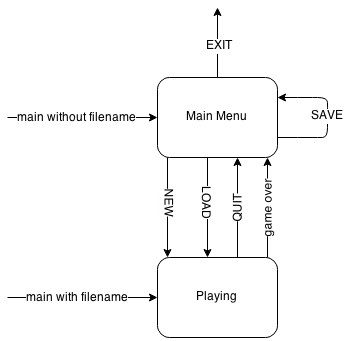 EXIT
main without filename
Main Menu
SAVE
NEW
LOAD
QUIT
game over
main with filename
Playing